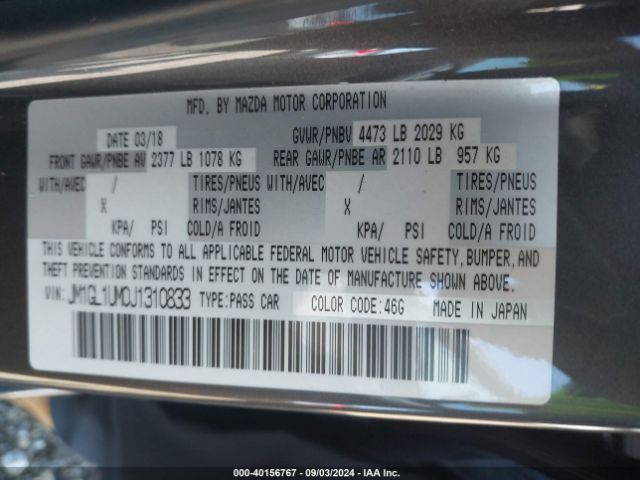 MFD. BY MAZDA MOTOR CORPORATION
DATE 03/18 GVWR/PNBV 4473 LB 2029 KG
FRONT GAWR/PNBE AV 2377 LB 1078 KG REAR GAWR/PNBE AR 2110 LB 957 KG
WITH/AVEC / TIRES/PNEUS WITH/AVEC / TIRES/PNEUS
X RIMS/JANTES X RIMS/JANTES
KPA/ PSI COLD/A FROID KPA/ PSI COLD/A FROID
THIS VEHICLE CONFORMS TO ALL APPLICABLE FEDERAL MOTOR VEHICLE SAFETY, BUMPER, AND
THEFT PREVENTION STANDARDS IN EFFECT ON THE DATE OF MANUFACTURE SHOWN ABOVE.
VIN: JM1GL1UM0J1310833 TYPE:PASS CAR COLOR CODE:46G MADE IN JAPAN
000-40156767 - 09/03/2024 - IAA Inc.